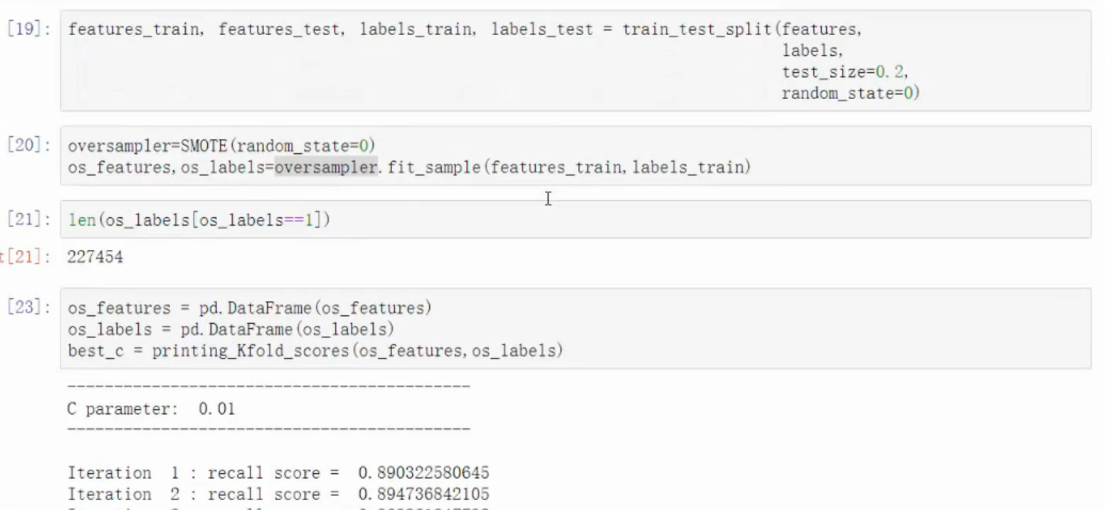 [19]: features_train, features_test, labels_train, labels_test = train_test_split(features,
labels,
test_size=0.2,
random_state=0)
[20]: oversampler=SMOTE(random_state=0)
os_features,os_labels=oversampler.fit_sample(features_train,labels_train)
[21]: len(os_labels[os_labels==1])
t[21]: 227454
[23]: os_features = pd.DataFrame(os_features)
os_labels = pd.DataFrame(os_labels)
best_c = printing_Kfold_scores(os_features,os_labels)
-------------------------------------------
C parameter:  0.01
-------------------------------------------
Iteration  1 : recall score =  0.890322580645
Iteration  2 : recall score =  0.894736842105